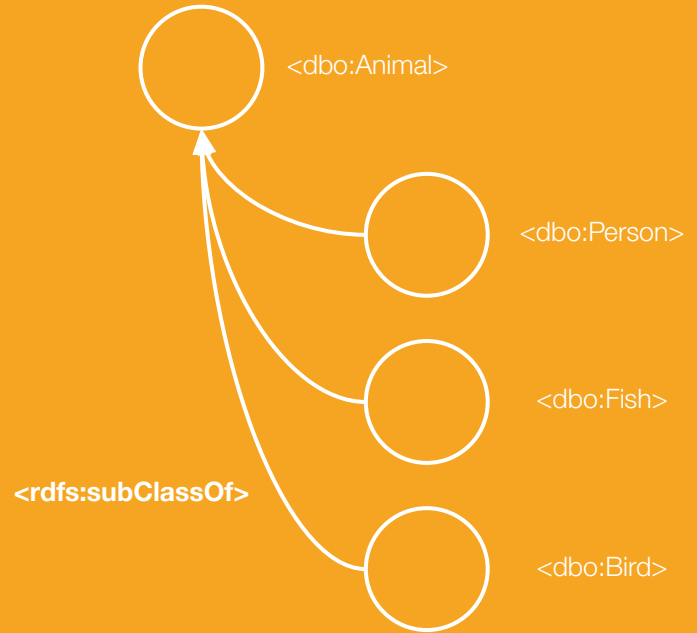 <dbo:Animal>
<dbo:Person>
<dbo:Fish>
<rdfs:subClassOf>
<dbo:Bird>